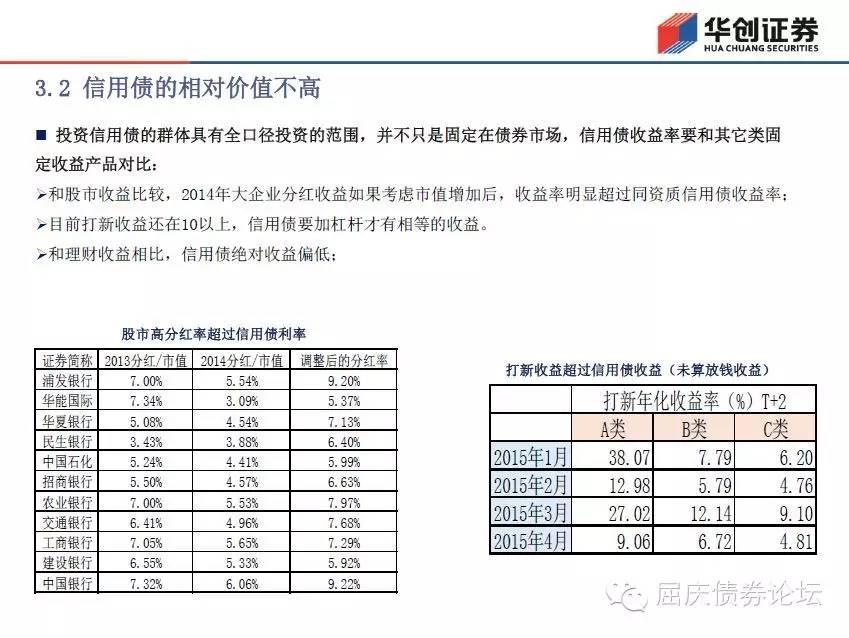 华创证券
HUA CHUANG SECURITIES
3.2 信用债的相对价值不高
■ 投资信用债的群体具有全口径投资的范围，并不只是固定在债券市场，信用债收益率要和其它类固
定收益产品对比：
➢和股市收益比较，2014年大企业分红收益如果考虑市值增加后，收益率明显超过同资质信用债收益率；
➢目前打新收益还在10以上，信用债要加杠杆才有相等的收益。
➢和理财收益相比，信用债绝对收益偏低；
股市高分红率超过信用债利率
证券简称 2013分红/市值 2014分红/市值 调整后的分红率
浦发银行 7.00% 5.54% 9.20%
华能国际 7.34% 3.09% 5.37%
华夏银行 5.08% 4.54% 7.13%
民生银行 3.43% 3.88% 6.40%
中国石化 5.24% 4.41% 5.99%
招商银行 5.50% 4.57% 6.63%
农业银行 7.00% 5.53% 7.97%
交通银行 6.41% 4.96% 7.68%
工商银行 7.05% 5.65% 7.29%
建设银行 6.55% 5.33% 5.92%
中国银行 7.32% 6.06% 9.22%
打新收益超过信用债收益（未算放钱收益）
打新年化收益率（%）T+2
A类 B类 C类
2015年1月 38.07 7.79 6.20
2015年2月 12.98 5.79 4.76
2015年3月 27.02 12.14 9.10
2015年4月 9.06 6.72 4.81
屈庆债券论坛